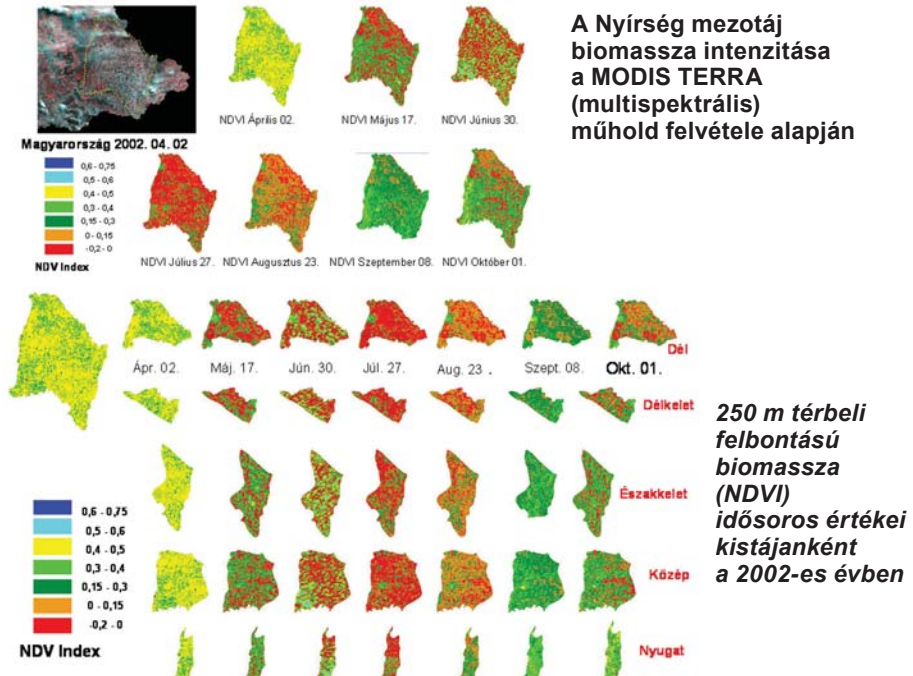 A Nyírség mezotáj
biomassza intenzitása
a MODIS TERRA
(multispektrális)
műhold felvétele alapján
NDVI Április 02.
NDVI Május 17.
NDVI Június 30.
Magyarország 2002. 04. 02
0,6 - 0,75
0,5 - 0,6
0,4 - 0,5
0,3 - 0,4
0,15 - 0,3
0 - 0,15
-0,2 - 0
NDV Index
NDVI Július 27.
NDVI Augusztus 23.
NDVI Szeptember 08.
NDVI Október 01.
Dél
Ápr. 02.
Máj. 17.
Jún. 30.
Júl. 27.
Aug. 23 .
Szept. 08.
Okt. 01.
Délkelet
Északkelet
Közép
Nyugat
250 m térbeli
felbontású
biomassza
(NDVI)
idősoros értékei
kistájanként
a 2002-es évben
0,6 - 0,75
0,5 - 0,6
0,4 - 0,5
0,3 - 0,4
0,15 - 0,3
0 - 0,15
-0,2 - 0
NDV Index